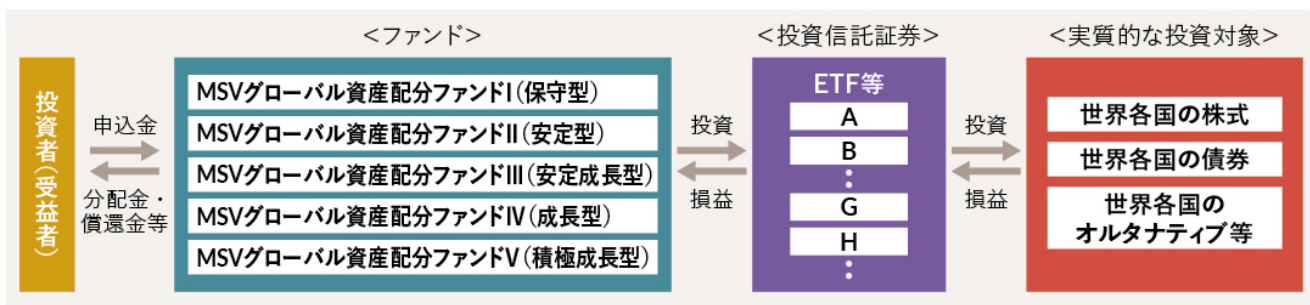 <ファンド>
<投資信託証券>
<実質的な投資対象>
投資者(受益者)
申込金
分配金・
償還金等
MSVグローバル資産配分ファンドI(保守型)
MSVグローバル資産配分ファンドII(安定型)
MSVグローバル資産配分ファンドIII(安定成長型)
MSVグローバル資産配分ファンドIV(成長型)
MSVグローバル資産配分ファンドV(積極成長型)
投資
損益
ETF等
A
B
⋮
G
H
⋮
投資
損益
世界各国の株式
世界各国の債券
世界各国の
オルタナティブ等